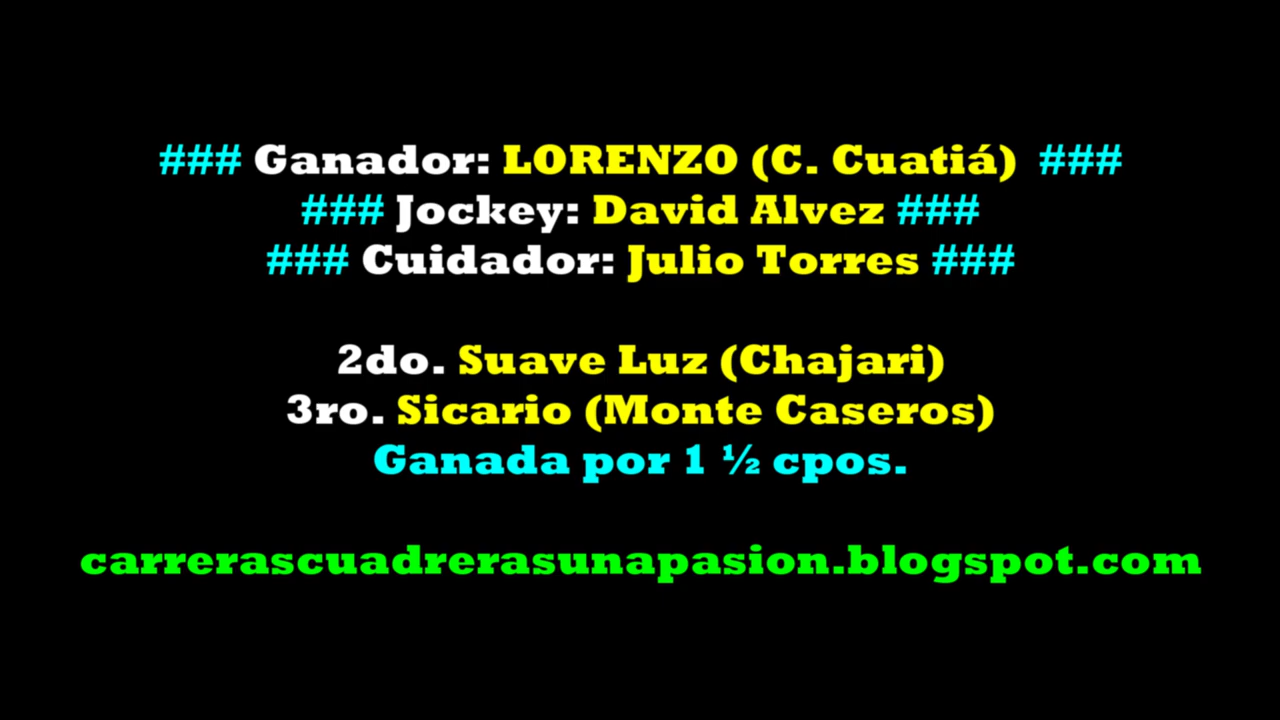 ### Ganador: LORENZO (C. Cuatiá) ###
### Jockey: David Alvez ###
### Cuidador: Julio Torres ###
2do. Suave Luz (Chajari)
3ro. Sicario (Monte Caseros)
Ganada por 1 ½ cpos.
carrerascuadrerasunapasion.blogspot.com